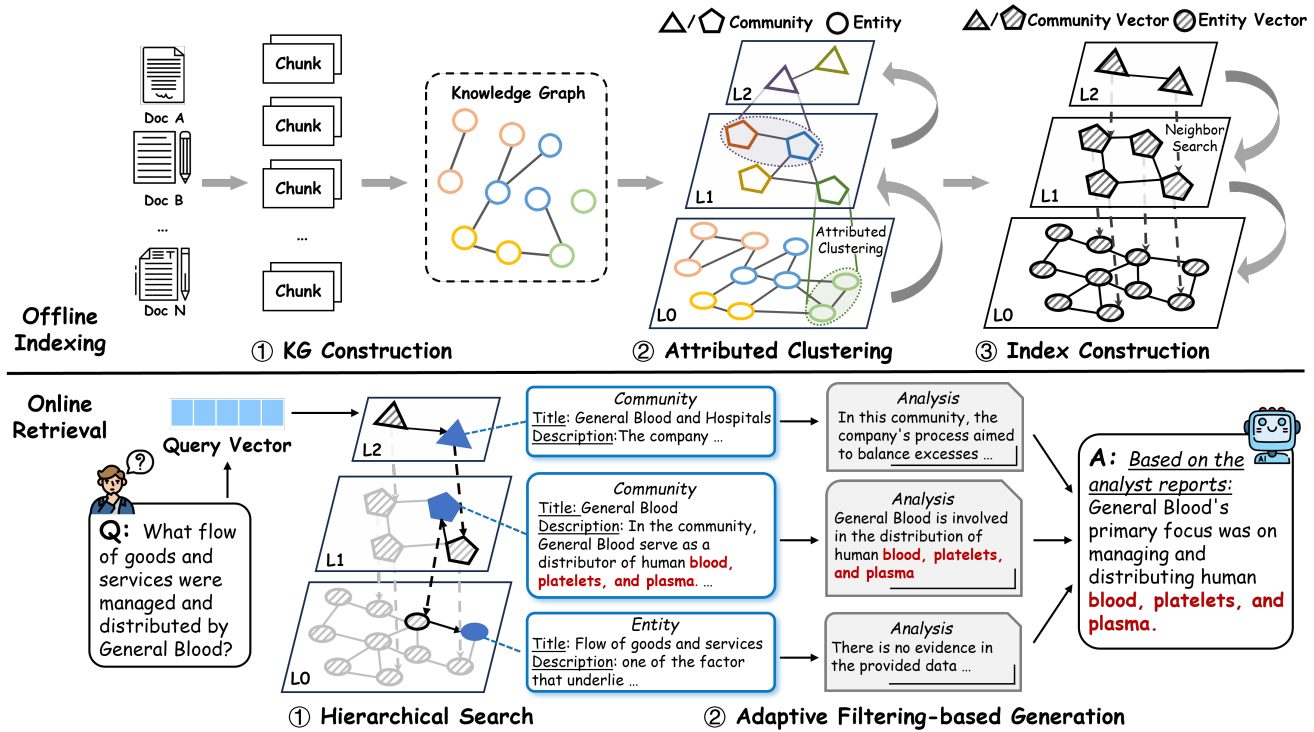 / Community
Entity
/ Community Vector
Entity Vector
Doc A
Doc B
...
Doc N
Chunk
Chunk
Chunk
...
Chunk
Knowledge Graph
L2
L1
Attributed
Clustering
L0
L2
Neighbor
Search
L1
L0
Offline
Indexing
① KG Construction
② Attributed Clustering
③ Index Construction
Online
Retrieval
Query Vector
?
Q: What flow
of goods and
services were
managed and
distributed by
General Blood?
L2
L1
L0
Community
Title: General Blood and Hospitals
Description:The company ...
Community
Title: General Blood
Description: In the community,
General Blood serve as a
distributor of human blood,
platelets, and plasma. ...
Entity
Title: Flow of goods and services
Description: one of the factor
that underlie ...
Analysis
In this community, the
company's process aimed
to balance excesses ...
Analysis
General Blood is involved
in the distribution of
human blood, platelets,
and plasma
Analysis
There is no evidence in
the provided data ...
AI
A: Based on the
analyst reports:
General Blood's
primary focus was on
managing and
distributing human
blood, platelets, and
plasma.
① Hierarchical Search
② Adaptive Filtering-based Generation